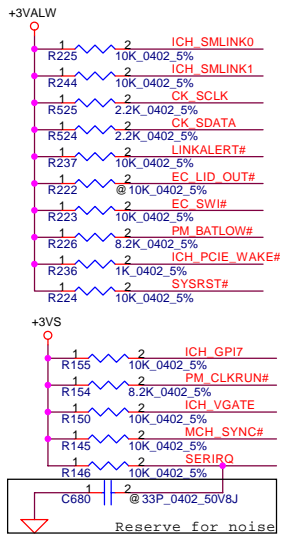 +3VALW
1 2 ICH_SMLINK0
R225 10K_0402_5%
1 2 ICH_SMLINK1
R244 10K_0402_5%
1 2 CK_SCLK
R525 2.2K_0402_5%
1 2 CK_SDATA
R524 2.2K_0402_5%
1 2 LINKALERT#
R237 10K_0402_5%
1 2 EC_LID_OUT#
R222 @10K_0402_5%
1 2 EC_SWI#
R223 10K_0402_5%
1 2 PM_BATLOW#
R226 8.2K_0402_5%
1 2 ICH_PCIE_WAKE#
R236 1K_0402_5%
1 2 SYSRST#
R224 10K_0402_5%
+3VS
1 2 ICH_GPI7
R155 10K_0402_5%
1 2 PM_CLKRUN#
R154 8.2K_0402_5%
1 2 ICH_VGATE
R150 10K_0402_5%
1 2 MCH_SYNC#
R145 10K_0402_5%
1 2 SERIRQ
R146 10K_0402_5%
1 2
C680 @33P_0402_50V8J
Reserve for noise